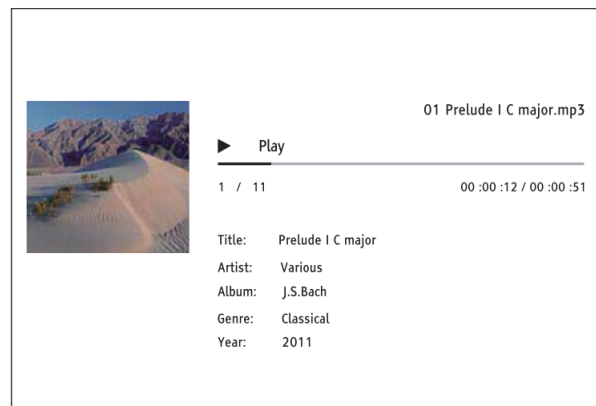 01 Prelude I C major.mp3
Play
1 / 11 00 :00 :12 / 00 :00 :51
Title: Prelude I C major
Artist: Various
Album: J.S.Bach
Genre: Classical
Year: 2011